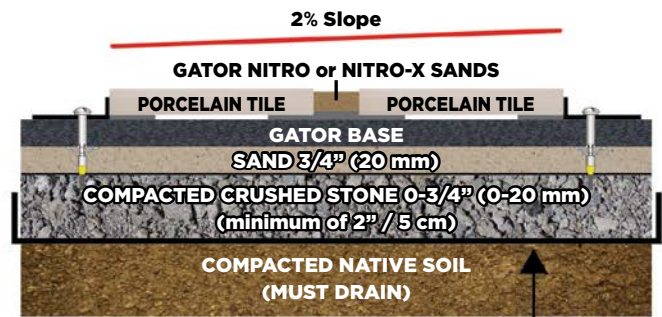 2% Slope
GATOR NITRO or NITRO-X SANDS
PORCELAIN TILE PORCELAIN TILE
GATOR BASE
SAND 3/4” (20 mm)
COMPACTED CRUSHED STONE 0-3/4” (0-20 mm)
(minimum of 2” / 5 cm)
COMPACTED NATIVE SOIL
(MUST DRAIN)